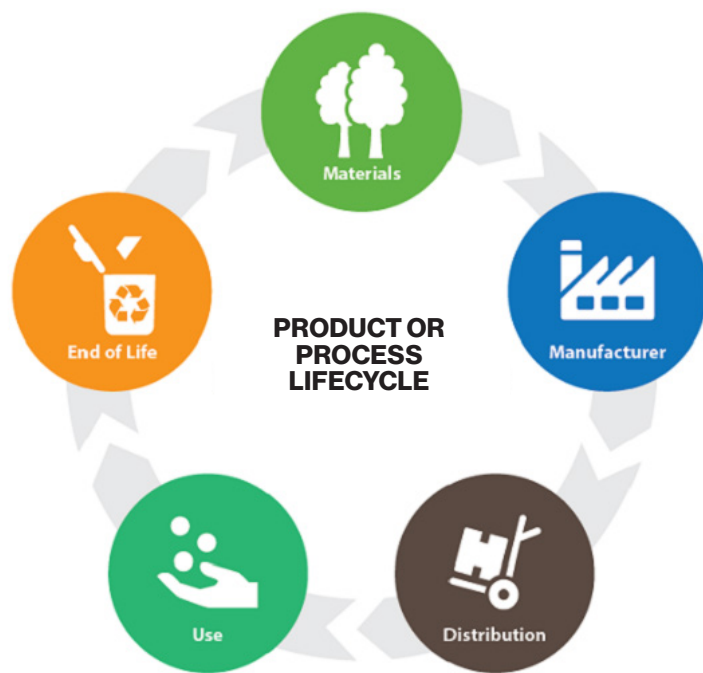 Materials
Manufacturer
Distribution
Use
End of Life
PRODUCT OR
PROCESS
LIFECYCLE